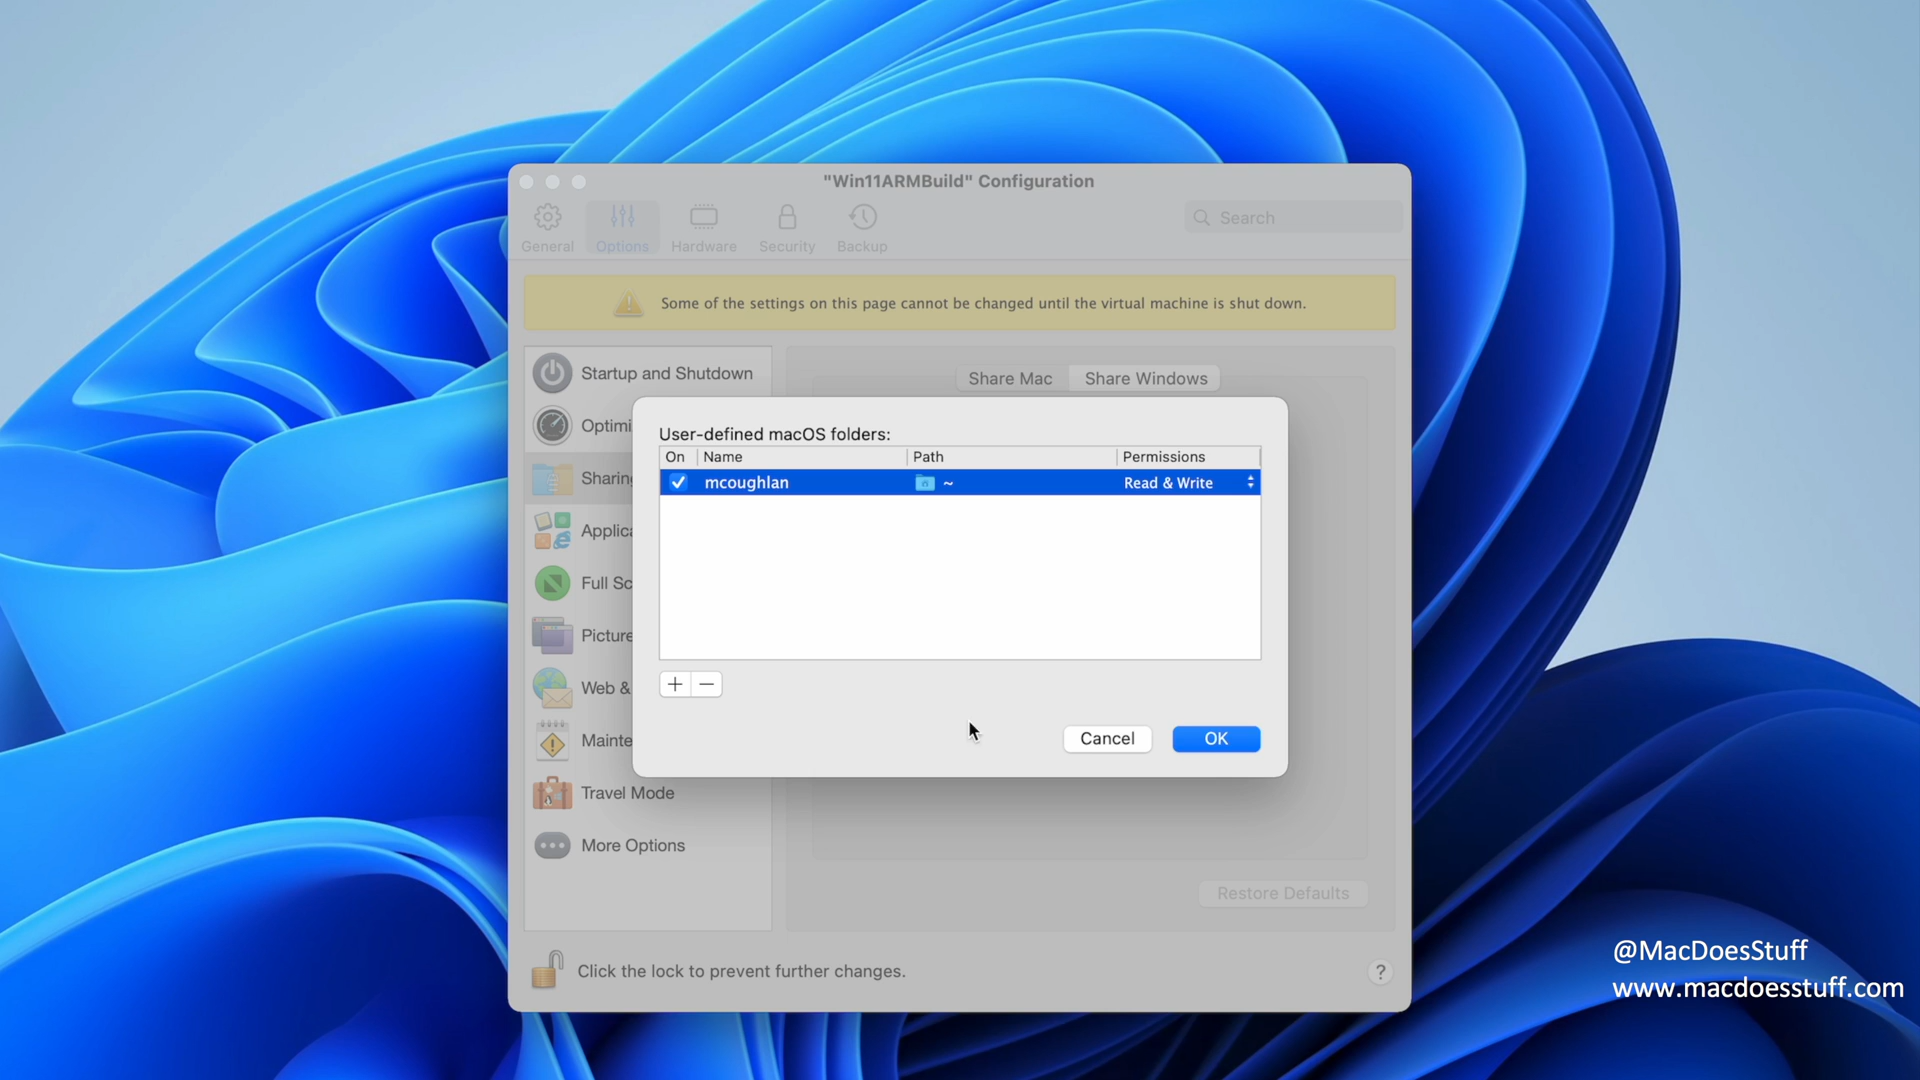 "Win11ARMBuild" Configuration
General Options Hardware Security Backup
Search
Some of the settings on this page cannot be changed until the virtual machine is shut down.
Startup and Shutdown
Share Mac Share Windows
Optimi
Sharing
Applica
Full Sc
Picture
Web &
Mainte
Travel Mode
More Options
User-defined macOS folders:
On Name Path Permissions
mcoughlan ~ Read & Write
+ −
Cancel OK
Restore Defaults
Click the lock to prevent further changes.
?
@MacDoesStuff
www.macdoesstuff.com